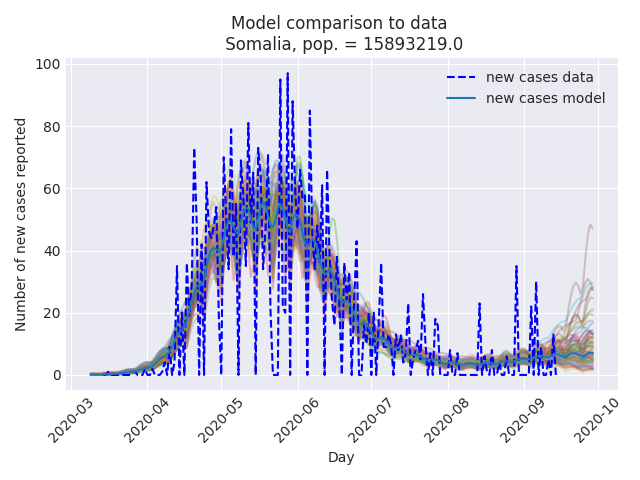 Model comparison to data
Somalia, pop. = 15893219.0
new cases data
new cases model
Number of new cases reported
100
80
60
40
20
0
2020-03
2020-04
2020-05
2020-06
2020-07
2020-08
2020-09
2020-10
Day